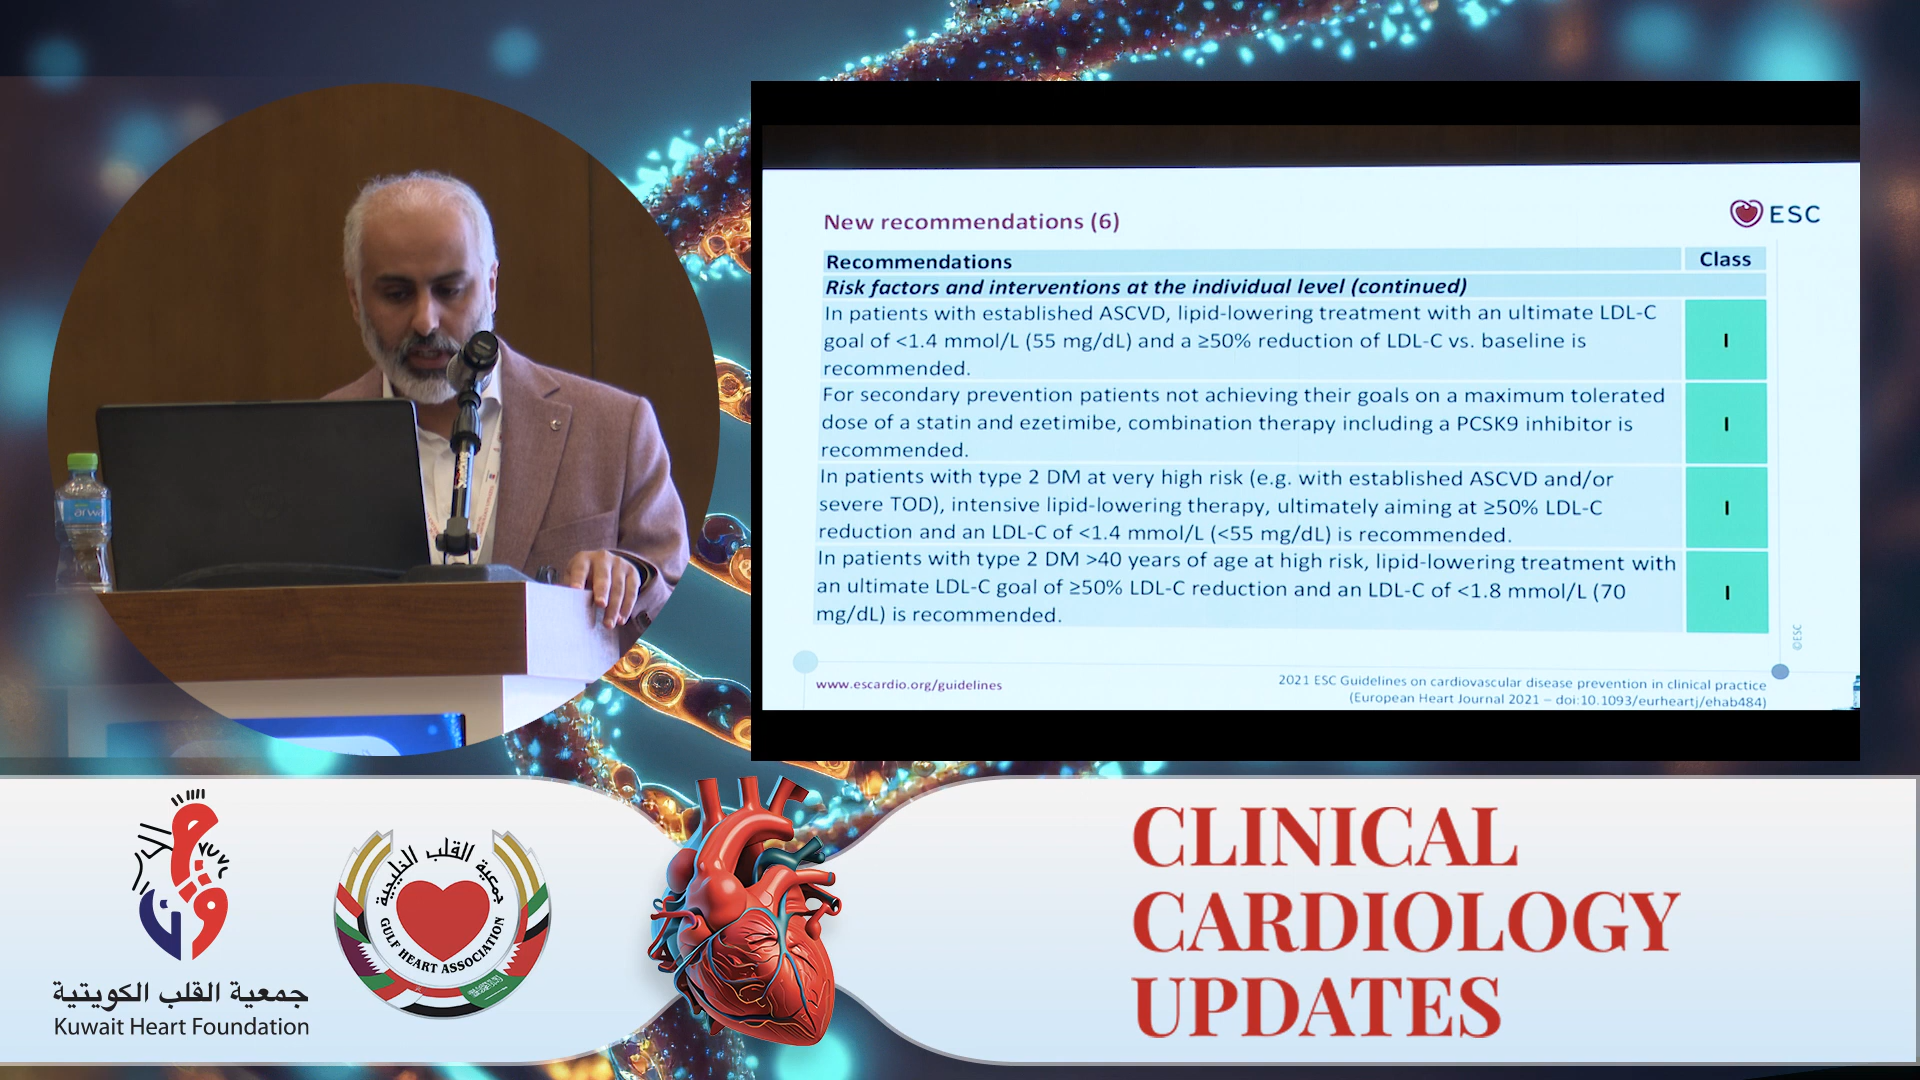 New recommendations (6)
ESC
Recommendations
Class
Risk factors and interventions at the individual level (continued)
In patients with established ASCVD, lipid-lowering treatment with an ultimate LDL-C
goal of <1.4 mmol/L (55 mg/dL) and a ≥50% reduction of LDL-C vs. baseline is
recommended.
I
For secondary prevention patients not achieving their goals on a maximum tolerated
dose of a statin and ezetimibe, combination therapy including a PCSK9 inhibitor is
recommended.
I
In patients with type 2 DM at very high risk (e.g. with established ASCVD and/or
severe TOD), intensive lipid-lowering therapy, ultimately aiming at ≥50% LDL-C
reduction and an LDL-C of <1.4 mmol/L (<55 mg/dL) is recommended.
I
In patients with type 2 DM >40 years of age at high risk, lipid-lowering treatment with
an ultimate LDL-C goal of ≥50% LDL-C reduction and an LDL-C of <1.8 mmol/L (70
mg/dL) is recommended.
I
©ESC
www.escardio.org/guidelines
2021 ESC Guidelines on cardiovascular disease prevention in clinical practice
(European Heart Journal 2021 – doi:10.1093/eurheartj/ehab484)
arwa
جمعية القلب الكويتية
Kuwait Heart Foundation
جمعية القلب الخليجية
GULF HEART ASSOCIATION
CLINICAL
CARDIOLOGY
UPDATES